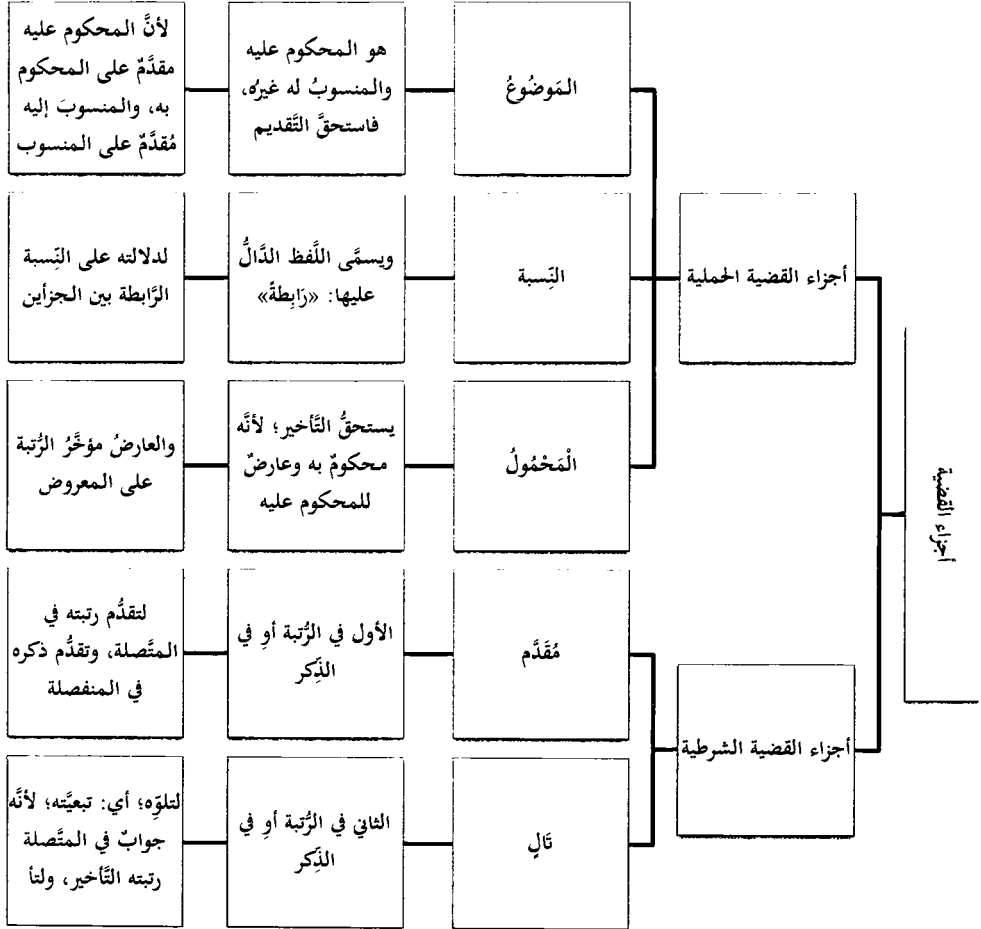 أجزاء القضية
أجزاء القضية الحملية
المَوضُوعُ
هو المحكوم عليه
والمنسوبُ له غيرُه،
فاستحقَّ التَّقديم
لأنَّ المحكوم عليه
مقدَّمٌ على المحكوم
به، والمنسوبَ إليه
مُقدَّمٌ على المنسوب
النِّسبة
ويسمَّى اللَّفظ الدَّالُّ
عليها: «رَابِطةً»
لدلالته على النِّسبة
الرَّابطة بين الجزأين
الْمَحْمُولُ
يستحقُّ التَّأخير؛ لأنَّه
محكومٌ به وعارضٌ
للمحكوم عليه
والعارضُ مؤخَّرُ الرُّتبة
على المعروض
أجزاء القضية الشرطية
مُقَدَّم
الأول في الرُّتبة أوِ في
الذِّكر
لتقدُّم رتبته في
المتَّصلة، وتقدُّم ذكره
في المنفصلة
تَالٍ
الثاني في الرُّتبة أوِ في
الذِّكر
لتلوِّه؛ أي: تبعيَّته؛ لأنَّه
جوابٌ في المتَّصلة
رتبته التَّأخير، ولتأ